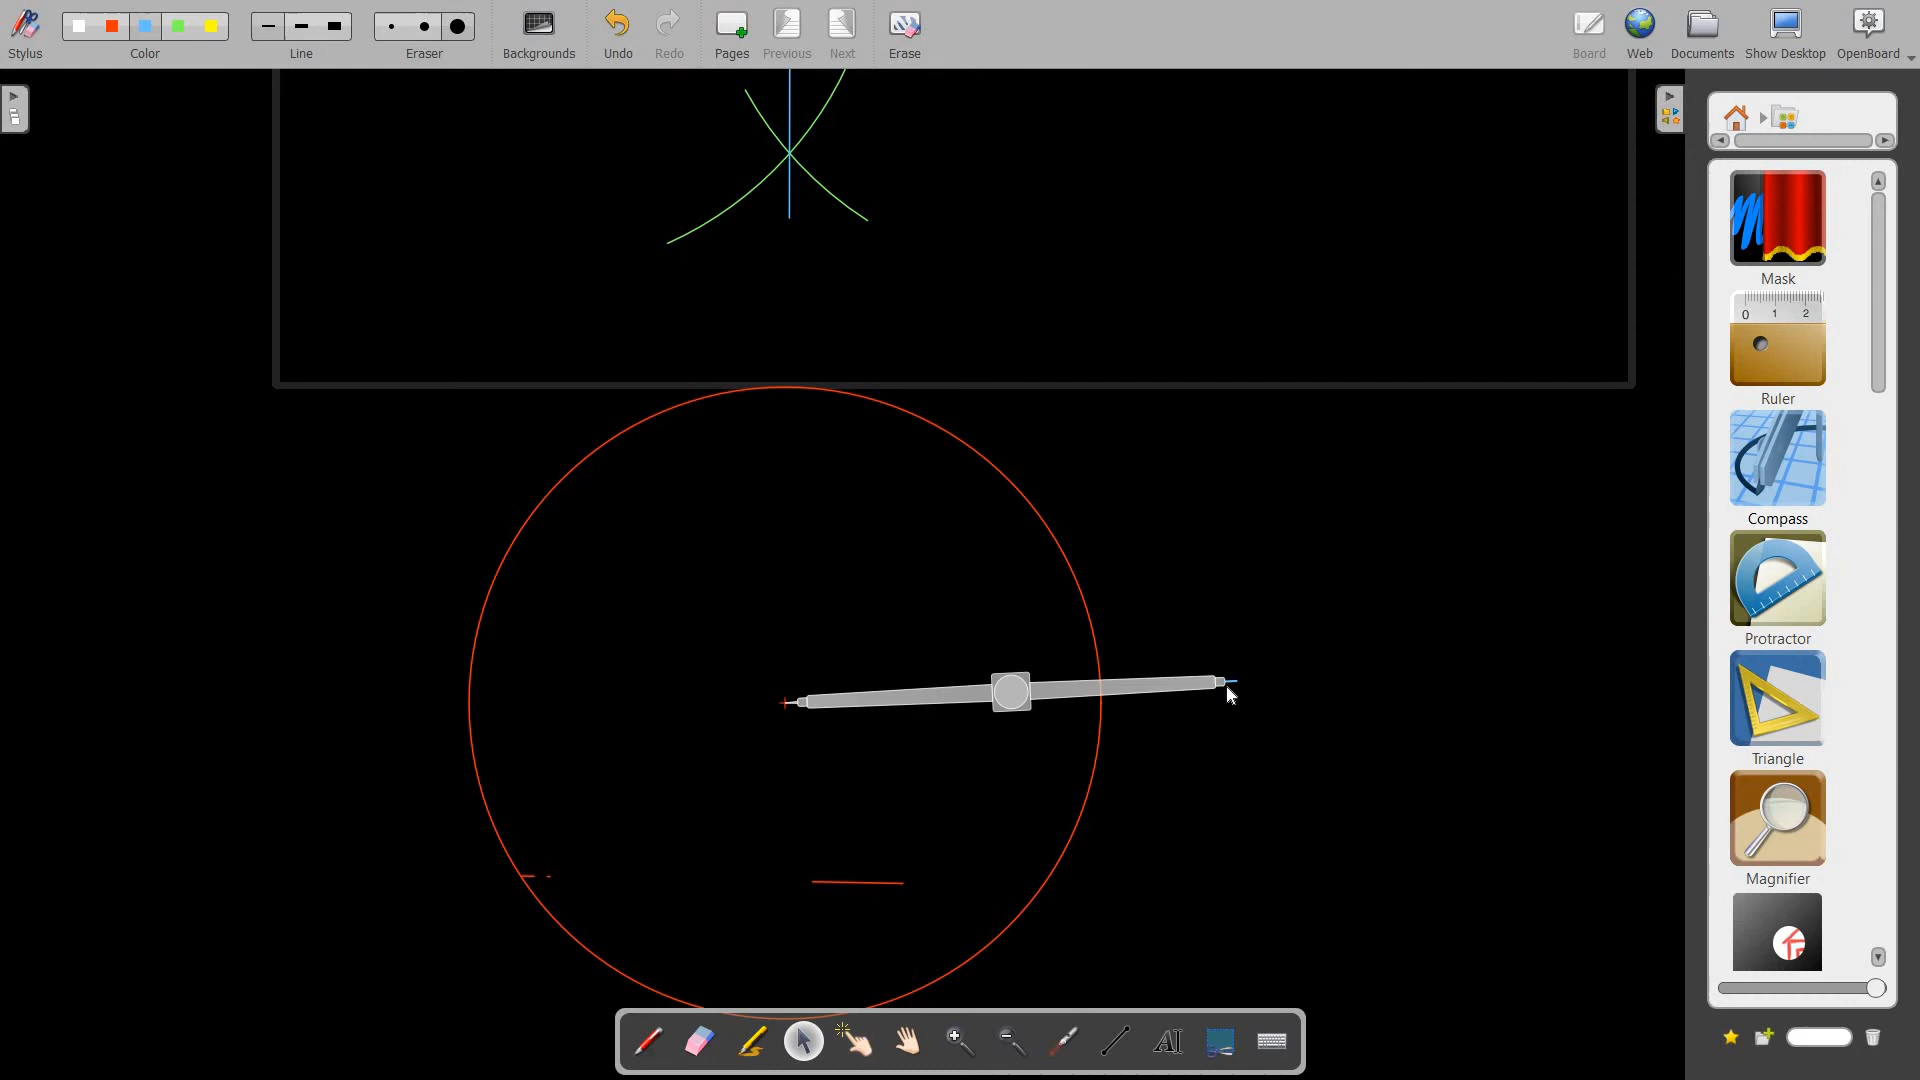 Stylus
Color
Line
Eraser
Backgrounds
Undo
Redo
Pages
Previous
Next
Erase
Board
Web
Documents
Show Desktop
OpenBoard
Mask
0 1 2
Ruler
Compass
Protractor
Triangle
Magnifier
AI